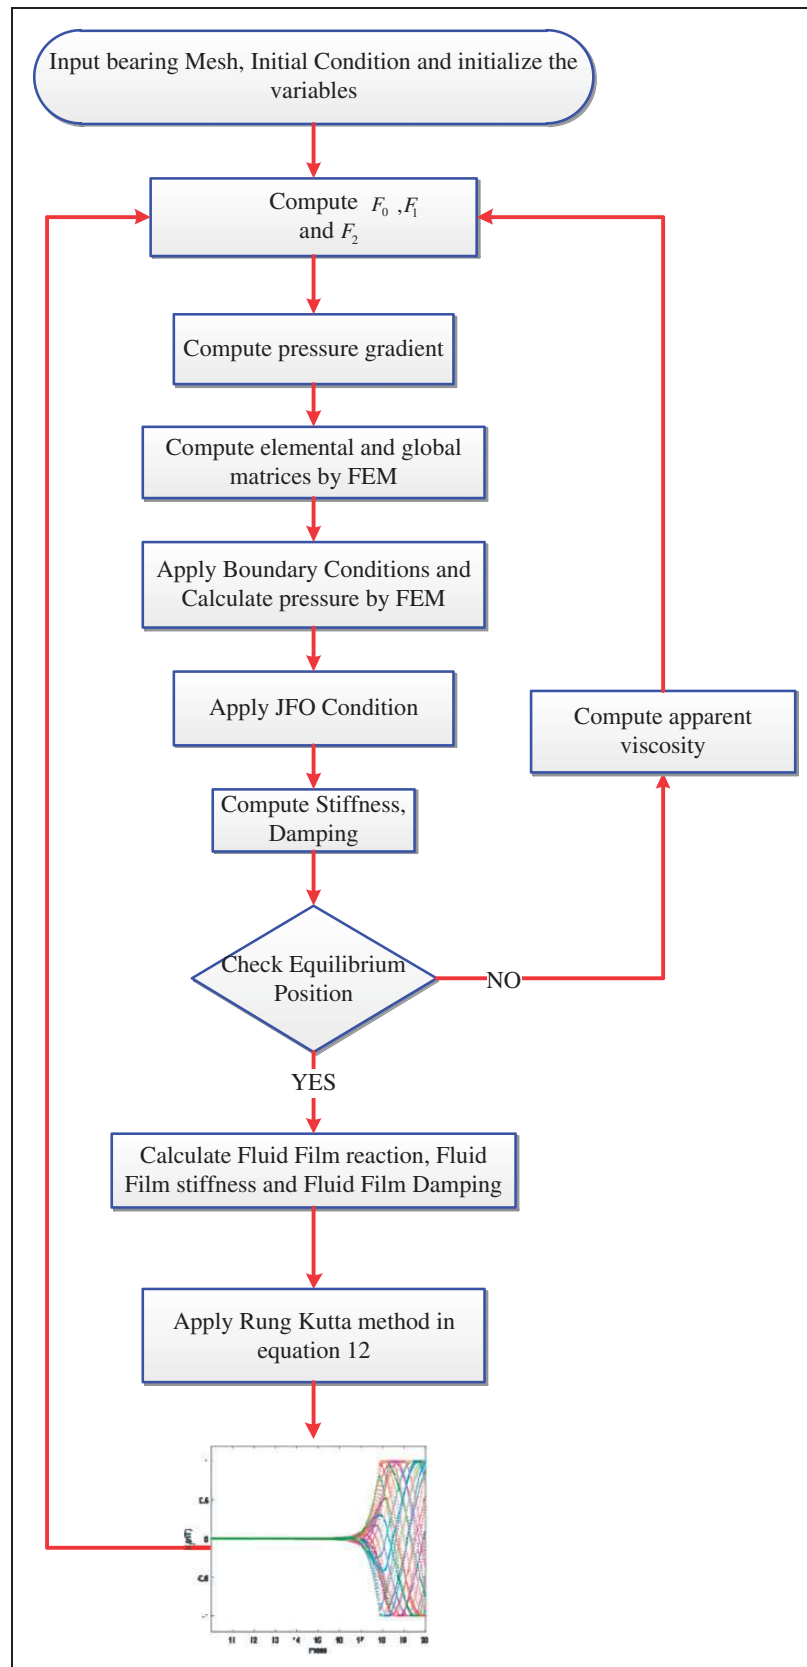 Input bearing Mesh, Initial Condition and initialize the
variables
Compute F₀ ,F₁
and F₂
Compute pressure gradient
Compute elemental and global
matrices by FEM
Apply Boundary Conditions and
Calculate pressure by FEM
Apply JFO Condition
Compute apparent
viscosity
Compute Stiffness,
Damping
Check Equilibrium
Position
NO
YES
Calculate Fluid Film reaction, Fluid
Film stiffness and Fluid Film Damping
Apply Rung Kutta method in
equation 12
0